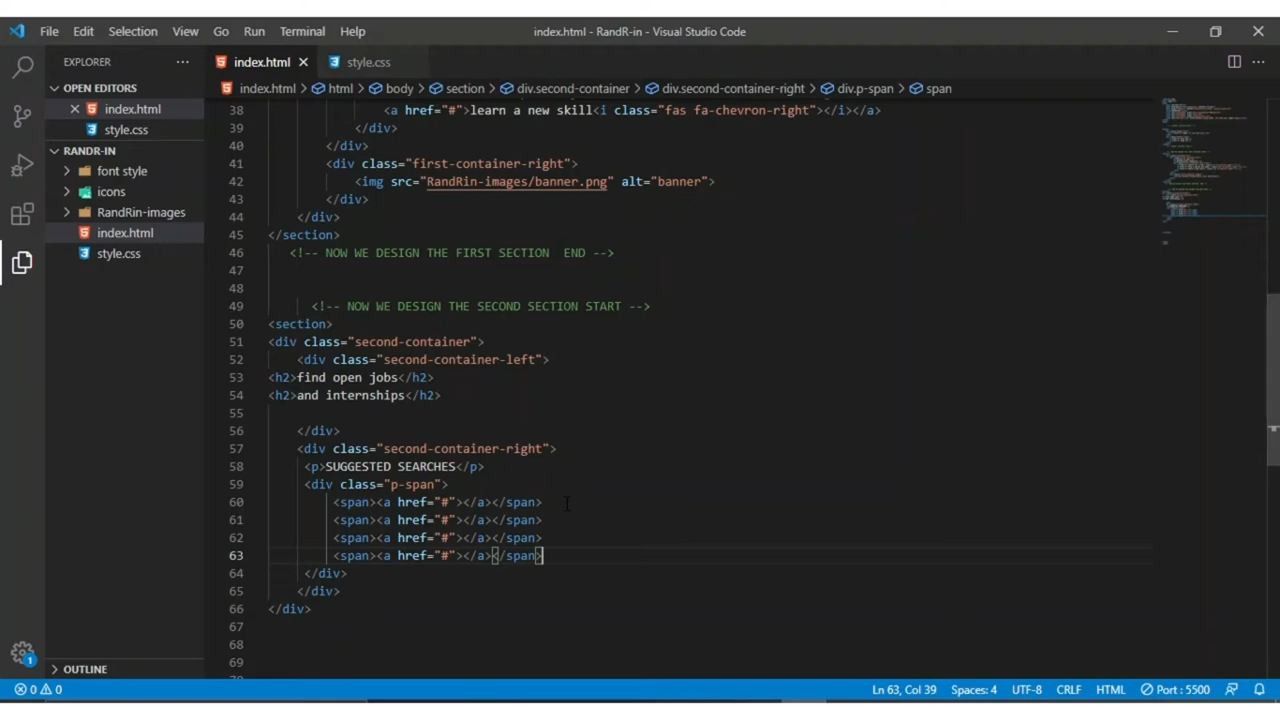 File Edit Selection View Go Run Terminal Help index.html - RandR-in - Visual Studio Code
EXPLORER
OPEN EDITORS
index.html
style.css
RANDR-IN
font style
icons
RandRin-images
index.html
style.css
OUTLINE
index.html style.css
index.html > html > body > section > div.second-container > div.second-container-right > div.p-span > span
38 <a href="#">learn a new skill<i class="fas fa-chevron-right"></i></a>
39 </div>
40 </div>
41 <div class="first-container-right">
42 <img src="RandRin-images/banner.png" alt="banner">
43 </div>
44 </div>
45 </section>
46 <!-- NOW WE DESIGN THE FIRST SECTION  END -->
47
48
49 <!-- NOW WE DESIGN THE SECOND SECTION START -->
50 <section>
51 <div class="second-container">
52 <div class="second-container-left">
53 <h2>find open jobs</h2>
54 <h2>and internships</h2>
55
56 </div>
57 <div class="second-container-right">
58 <p>SUGGESTED SEARCHES</p>
59 <div class="p-span">
60 <span><a href="#"></a></span>
61 <span><a href="#"></a></span>
62 <span><a href="#"></a></span>
63 <span><a href="#"></a></span>
64 </div>
65 </div>
66 </div>
67
68
69
1
0 0 Ln 63, Col 39 Spaces: 4 UTF-8 CRLF HTML Port : 5500